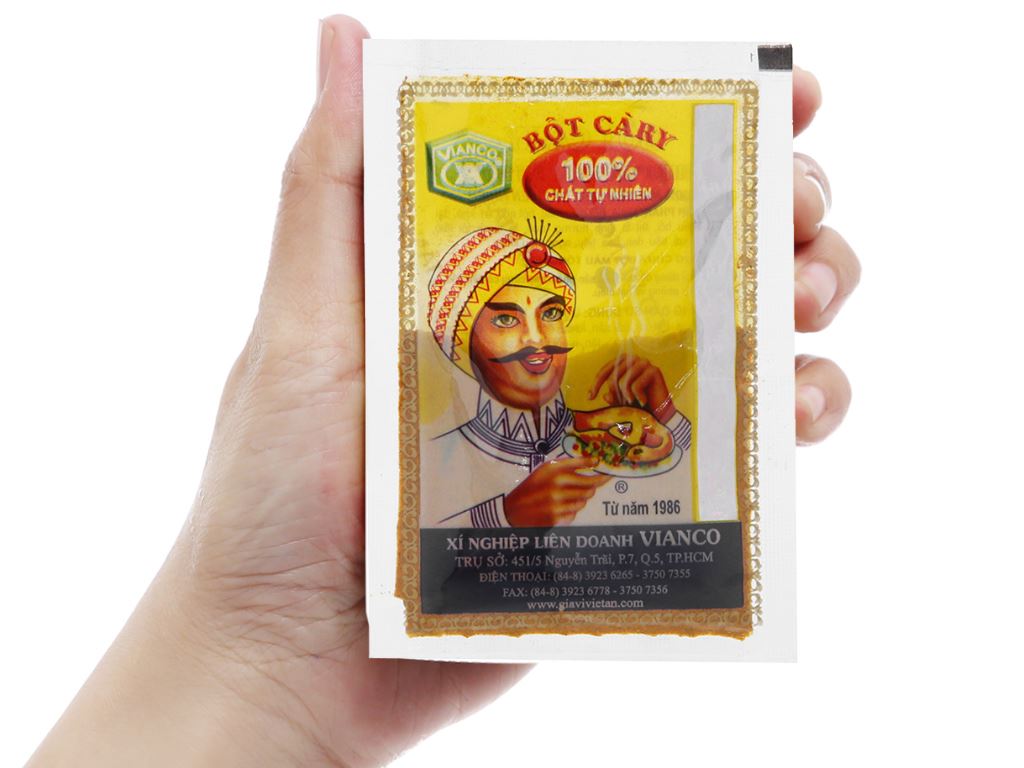 BỘT CÀRY
VIANCO
100%
CHẤT TỰ NHIÊN
®
Từ năm 1986
XÍ NGHIỆP LIÊN DOANH VIANCO
TRỤ SỞ: 451/5 Nguyễn Trãi, P.7, Q.5, TP.HCM
ĐIỆN THOẠI: (84-8) 3923 6265 - 3750 7355
FAX: (84-8) 3923 6778 - 3750 7356
www.giavivietan.com